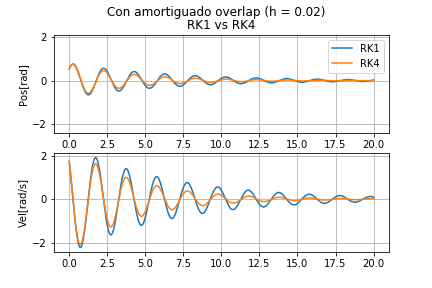 Con amortiguado overlap (h = 0.02)
RK1 vs RK4
2
0
−2
Pos[rad]
RK1
RK4
0.0 2.5 5.0 7.5 10.0 12.5 15.0 17.5 20.0
2
0
−2
Vel[rad/s]
0.0 2.5 5.0 7.5 10.0 12.5 15.0 17.5 20.0